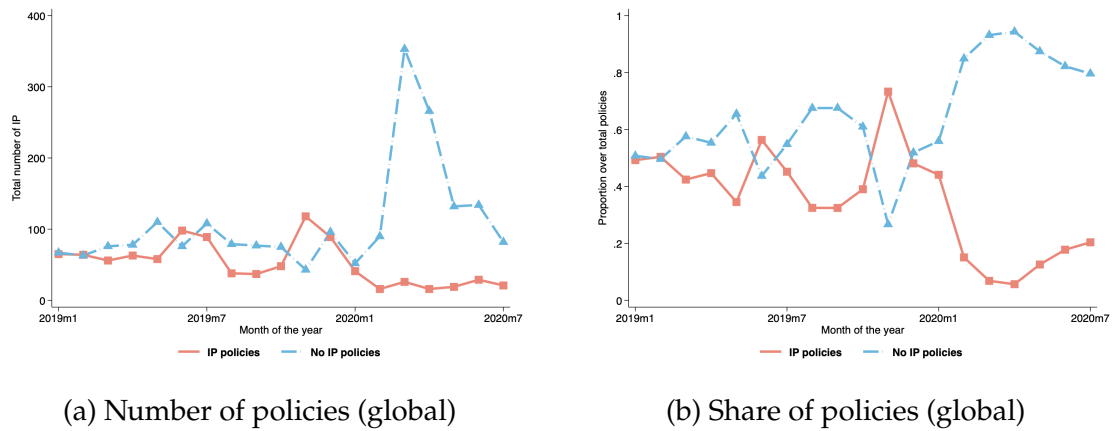 400
300
200
100
0
Total number of IP
2019m1 2019m7 2020m1 2020m7
Month of the year
IP policies No IP policies
(a) Number of policies (global)
1
.8
.6
.4
.2
0
Proportion over total policies
2019m1 2019m7 2020m1 2020m7
Month of the year
IP policies No IP policies
(b) Share of policies (global)